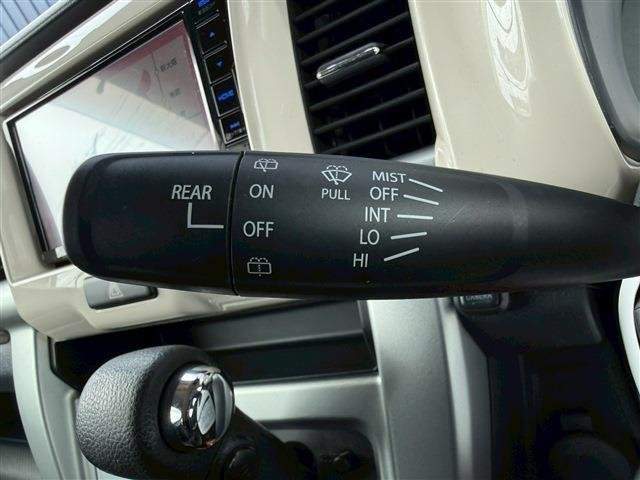 REAR
ON
OFF
PULL
MIST
OFF
INT
LO
HI